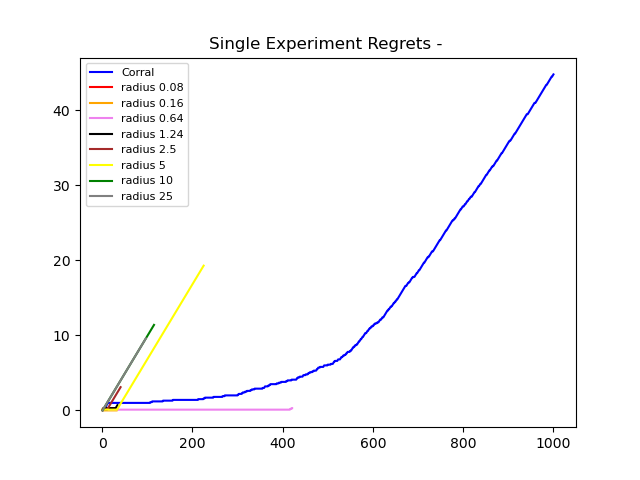 Single Experiment Regrets -
Corral
radius 0.08
radius 0.16
radius 0.64
radius 1.24
radius 2.5
radius 5
radius 10
radius 25
40
30
20
10
0
0 200 400 600 800 1000